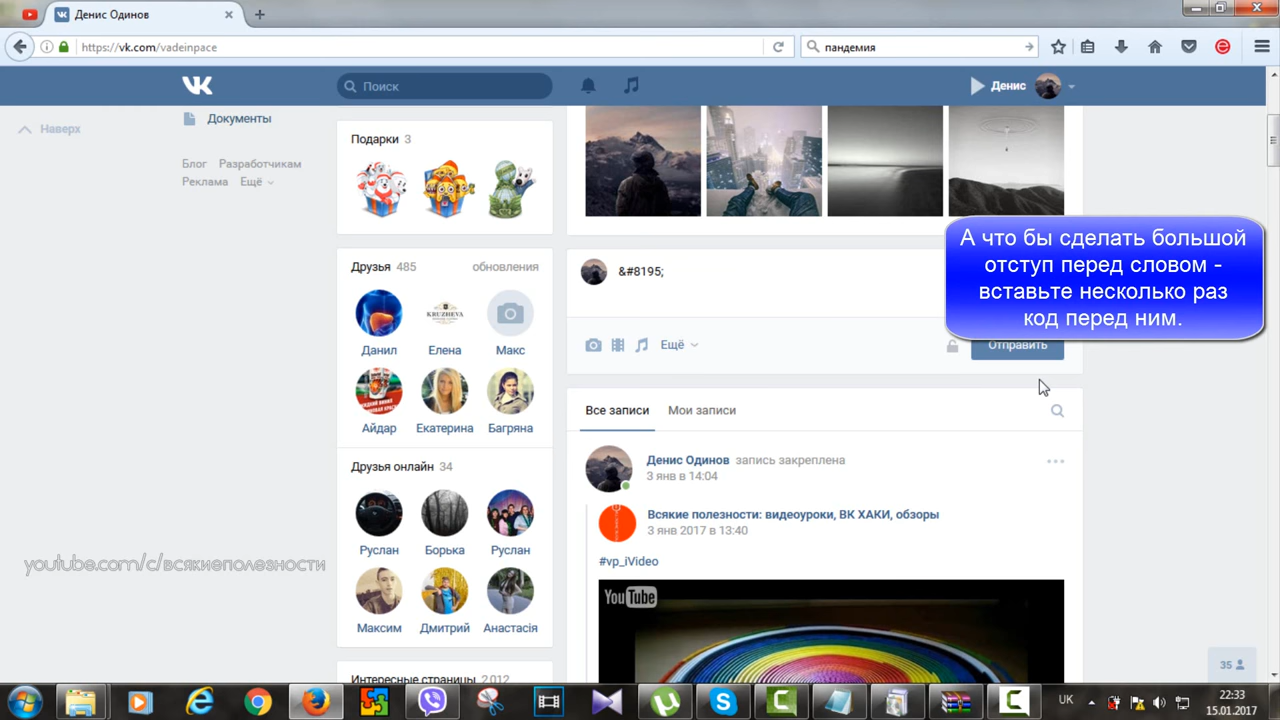 Денис Одинов
https://vk.com/vadeinpace
пандемия
Поиск
Денис
Наверх
Документы
Блог Разработчикам
Реклама Ещё
Подарки 3
Друзья 485 обновления
Данил Елена Макс
KRUZHEVA
Айдар Екатерина Багряна
Друзья онлайн 34
Руслан Борька Руслан
Максим Дмитрий Анастасія
Интересные страницы 2 012
&#8195;
А что бы сделать большой
отступ перед словом -
вставьте несколько раз
код перед ним.
Ещё
Отправить
Все записи Мои записи
Денис Одинов запись закреплена
3 янв в 14:04
Всякие полезности: видеоуроки, ВК ХАКИ, обзоры
3 янв 2017 в 13:40
#vp_iVideo
YouTube
youtube.com/c/всякиеполезности
35
UK
22:33
15.01.2017